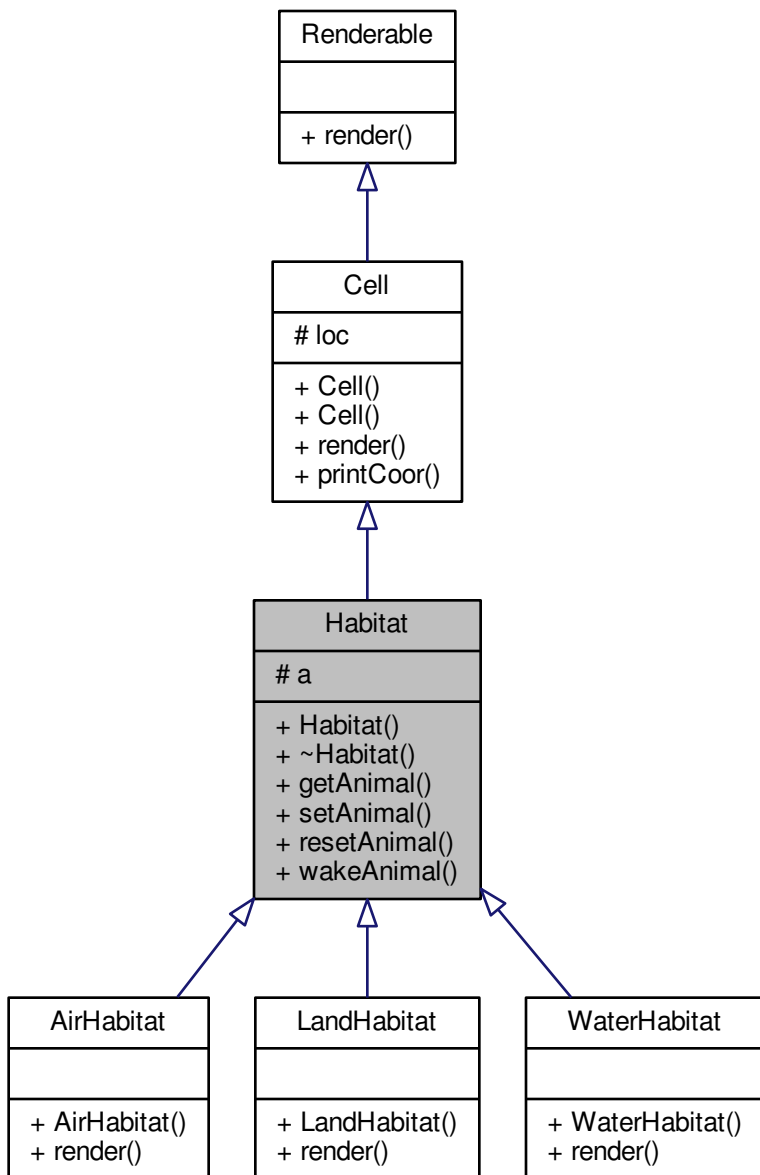 Renderable
+ render()
Cell
# loc
+ Cell()
+ Cell()
+ render()
+ printCoor()
Habitat
# a
+ Habitat()
+ ~Habitat()
+ getAnimal()
+ setAnimal()
+ resetAnimal()
+ wakeAnimal()
AirHabitat
+ AirHabitat()
+ render()
LandHabitat
+ LandHabitat()
+ render()
WaterHabitat
+ WaterHabitat()
+ render()